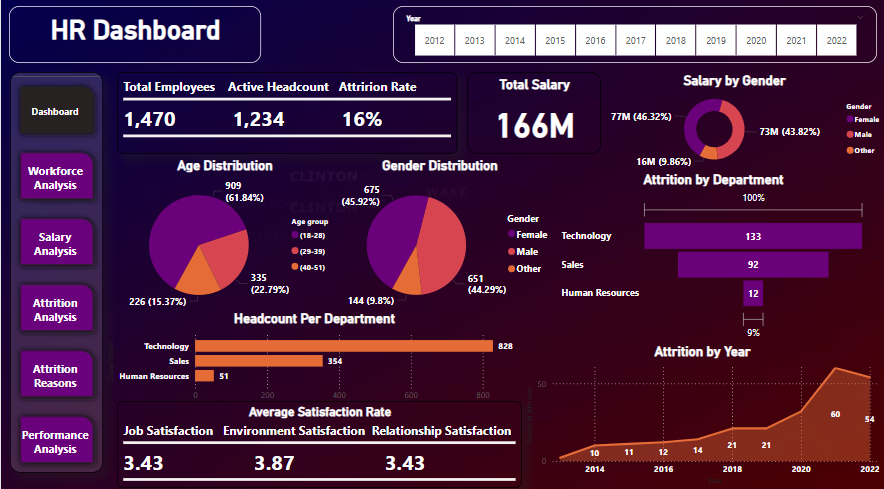 HR Dashboard
Year
2012 2013 2014 2015 2016 2017 2018 2019 2020 2021 2022
Dashboard
Workforce
Analysis
Salary
Analysis
Attrition
Analysis
Attrition
Reasons
Performance
Analysis
Total Employees Active Headcount Attririon Rate
1,470 1,234 16%
Total Salary
166M
Salary by Gender
77M (46.32%)
73M (43.82%)
16M (9.86%)
Gender
Female
Male
Other
Age Distribution
909
(61.84%)
335
(22.79%)
226 (15.37%)
Age group
(18-28)
(29-39)
(40-51)
Gender Distribution
675
(45.92%)
651
(44.29%)
144 (9.8%)
Gender
Female
Male
Other
CLINTON
Attrition by Department
100%
Technology 133
Sales 92
Human Resources 12
9%
Headcount Per Department
Technology 828
Sales 354
Human Resources 51
0 200 400 600 800
Attrition by Year
50
0
10 11 12 14 21 21 60 54
2014 2016 2018 2020 2022
Average Satisfaction Rate
Job Satisfaction Environment Satisfaction Relationship Satisfaction
3.43 3.87 3.43